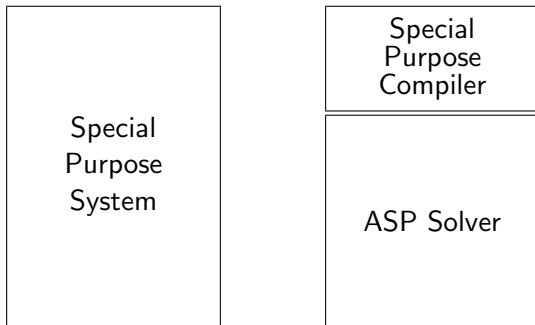 Special
Purpose
System
Special
Purpose
Compiler
ASP Solver